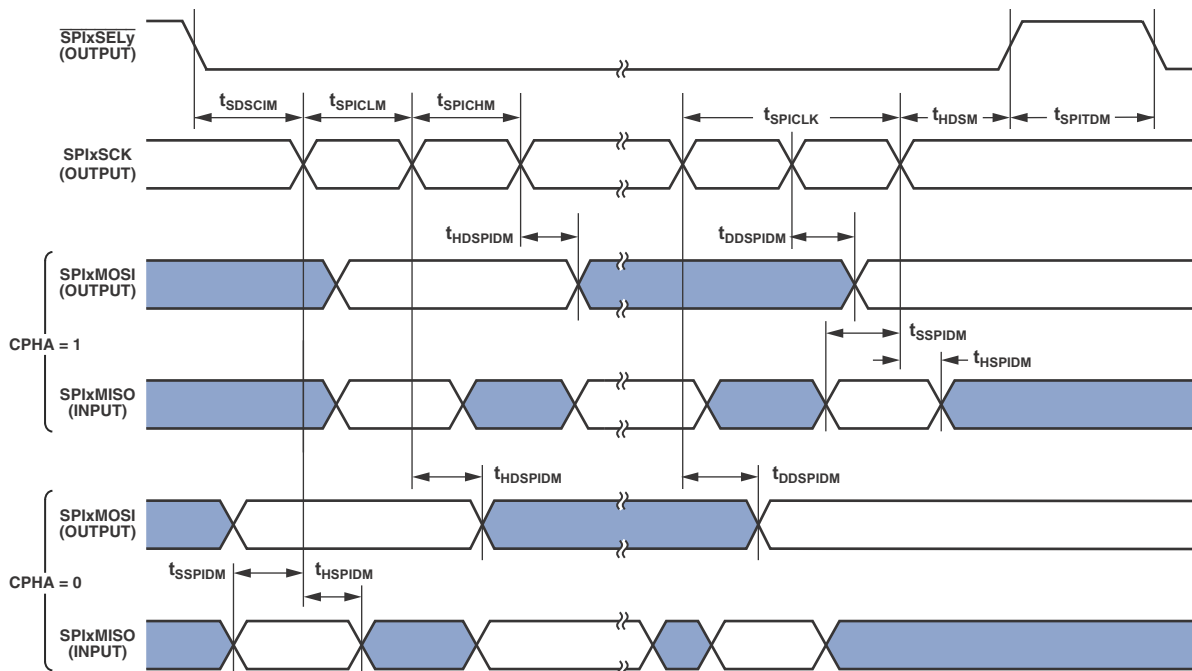 SPIxSELy
(OUTPUT)
tSDSCIM
tSPICLM
tSPICHM
tSPICLK
tHDSM
tSPITDM
SPIxSCK
(OUTPUT)
tHDSPIDM
tDDSPIDM
SPIxMOSI
(OUTPUT)
CPHA = 1
tSSPIDM
tHSPIDM
SPIxMISO
(INPUT)
tHDSPIDM
tDDSPIDM
SPIxMOSI
(OUTPUT)
CPHA = 0
tSSPIDM
tHSPIDM
SPIxMISO
(INPUT)